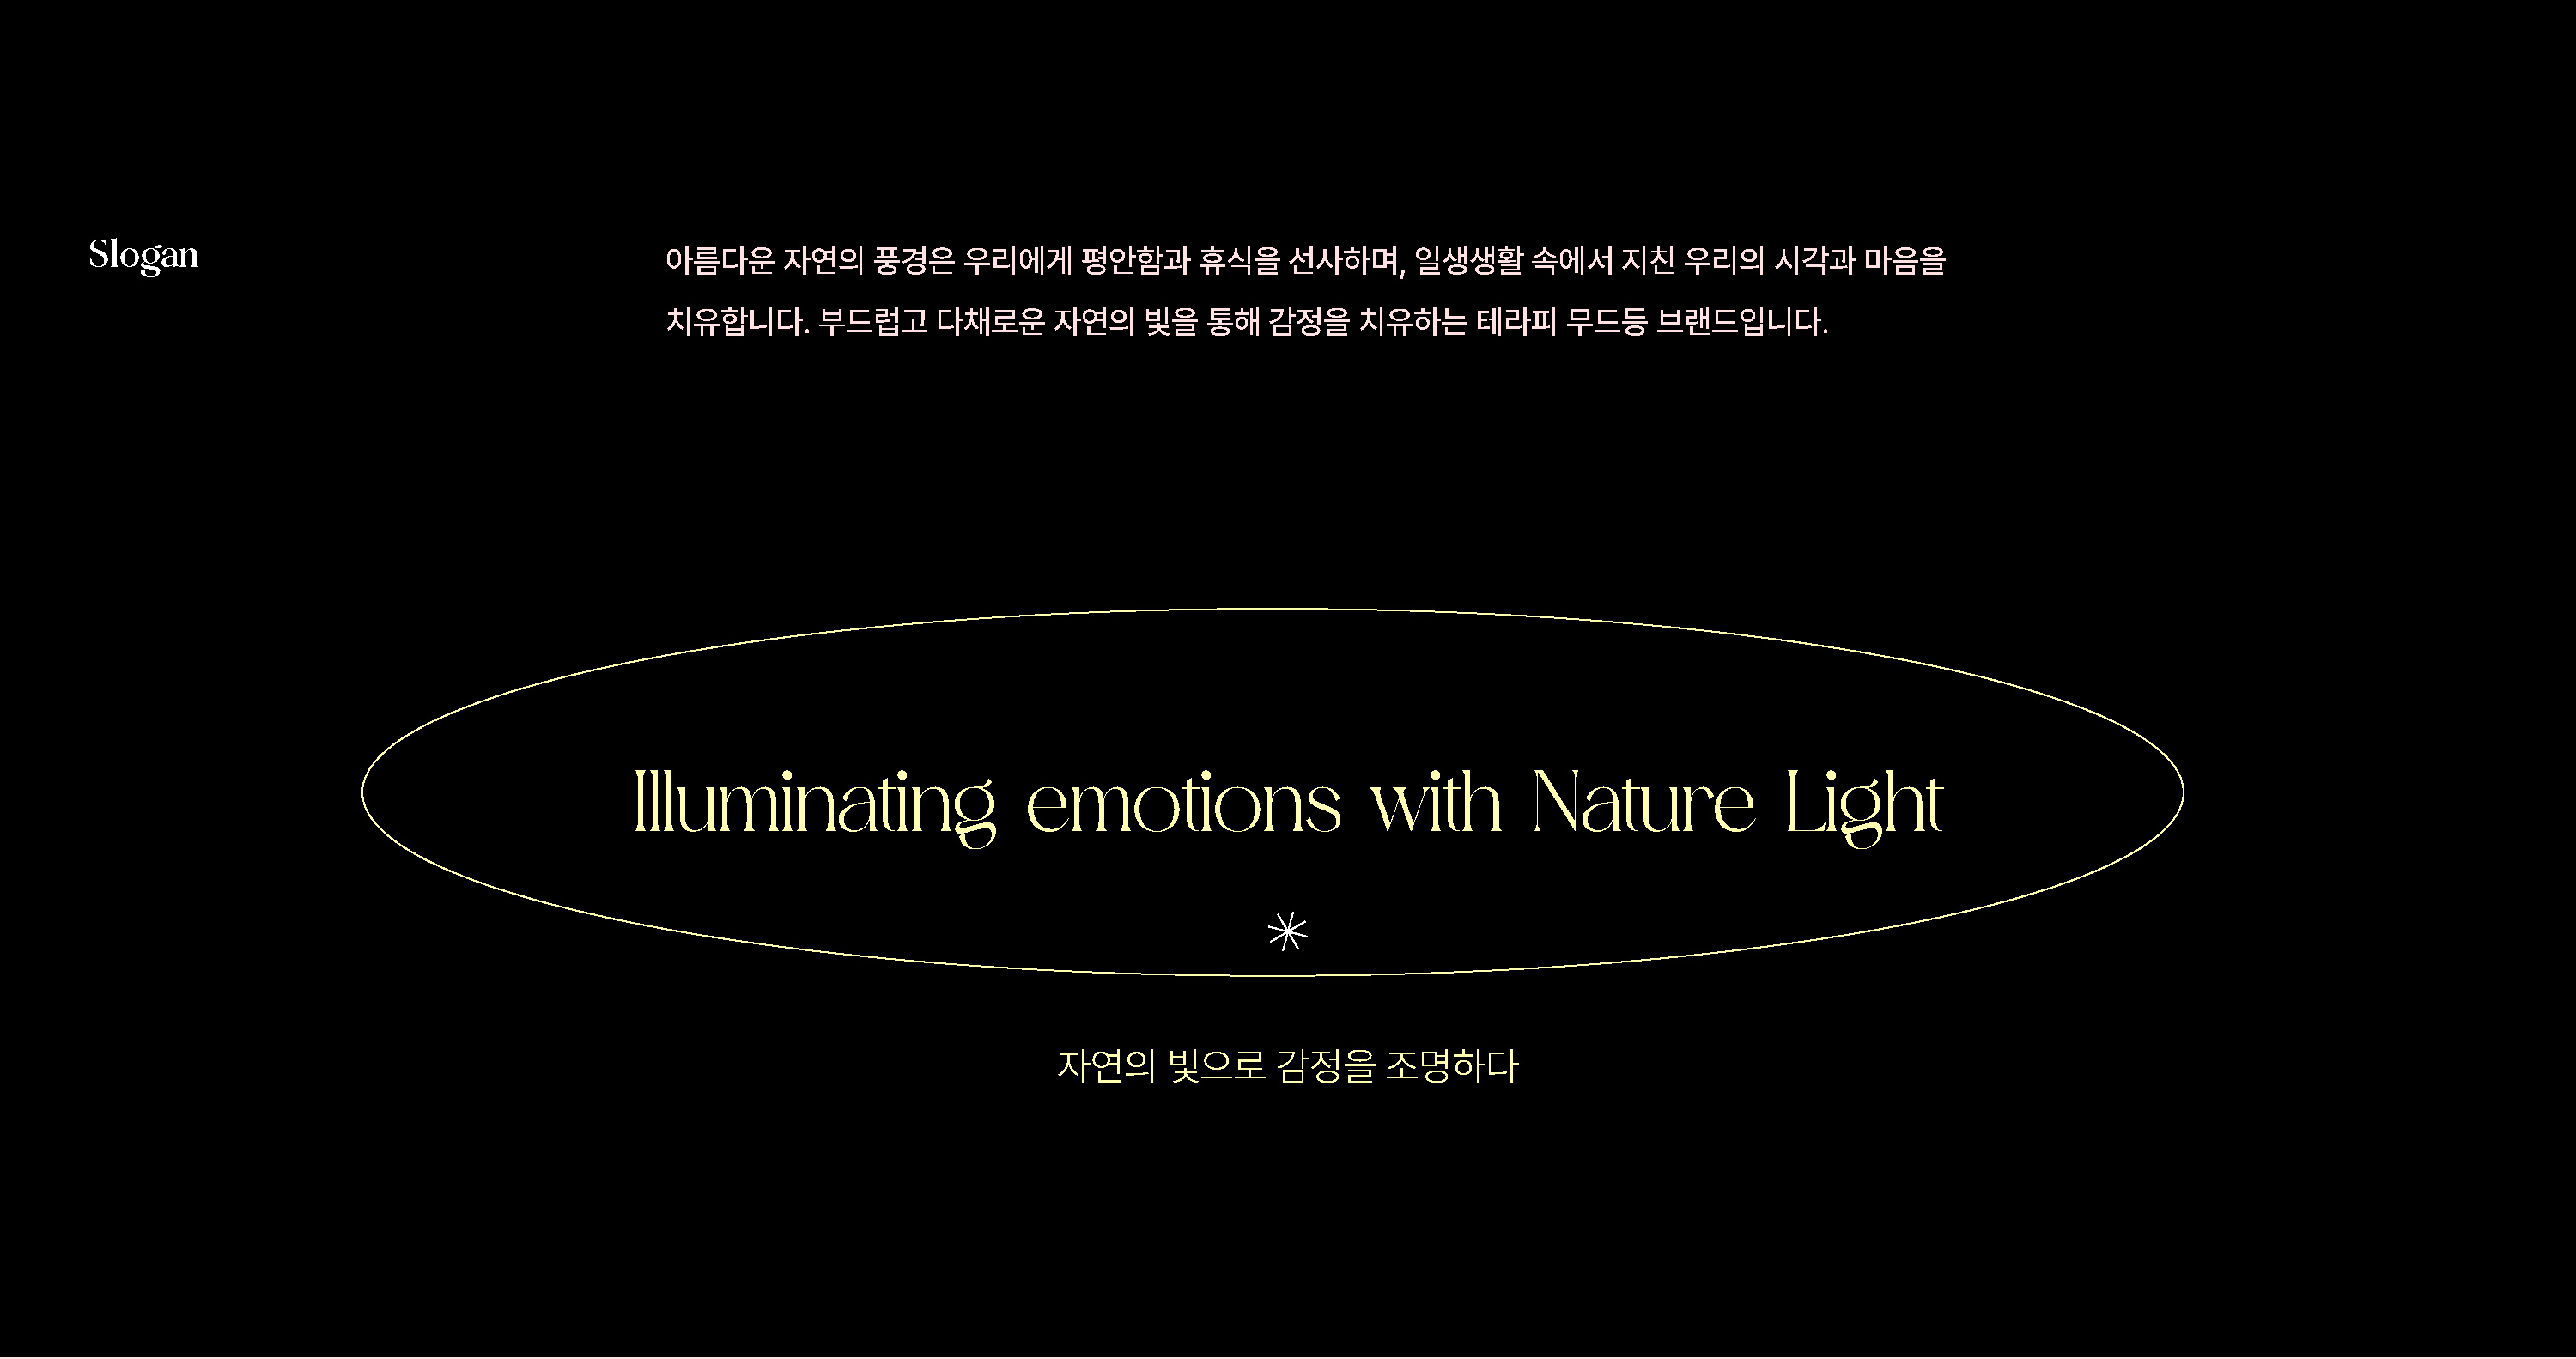 Slogan
아름다운 자연의 풍경은 우리에게 평안함과 휴식을 선사하며, 일생생활 속에서 지친 우리의 시각과 마음을
치유합니다. 부드럽고 다채로운 자연의 빛을 통해 감정을 치유하는 테라피 무드등 브랜드입니다.
Illuminating emotions with Nature Light
자연의 빛으로 감정을 조명하다